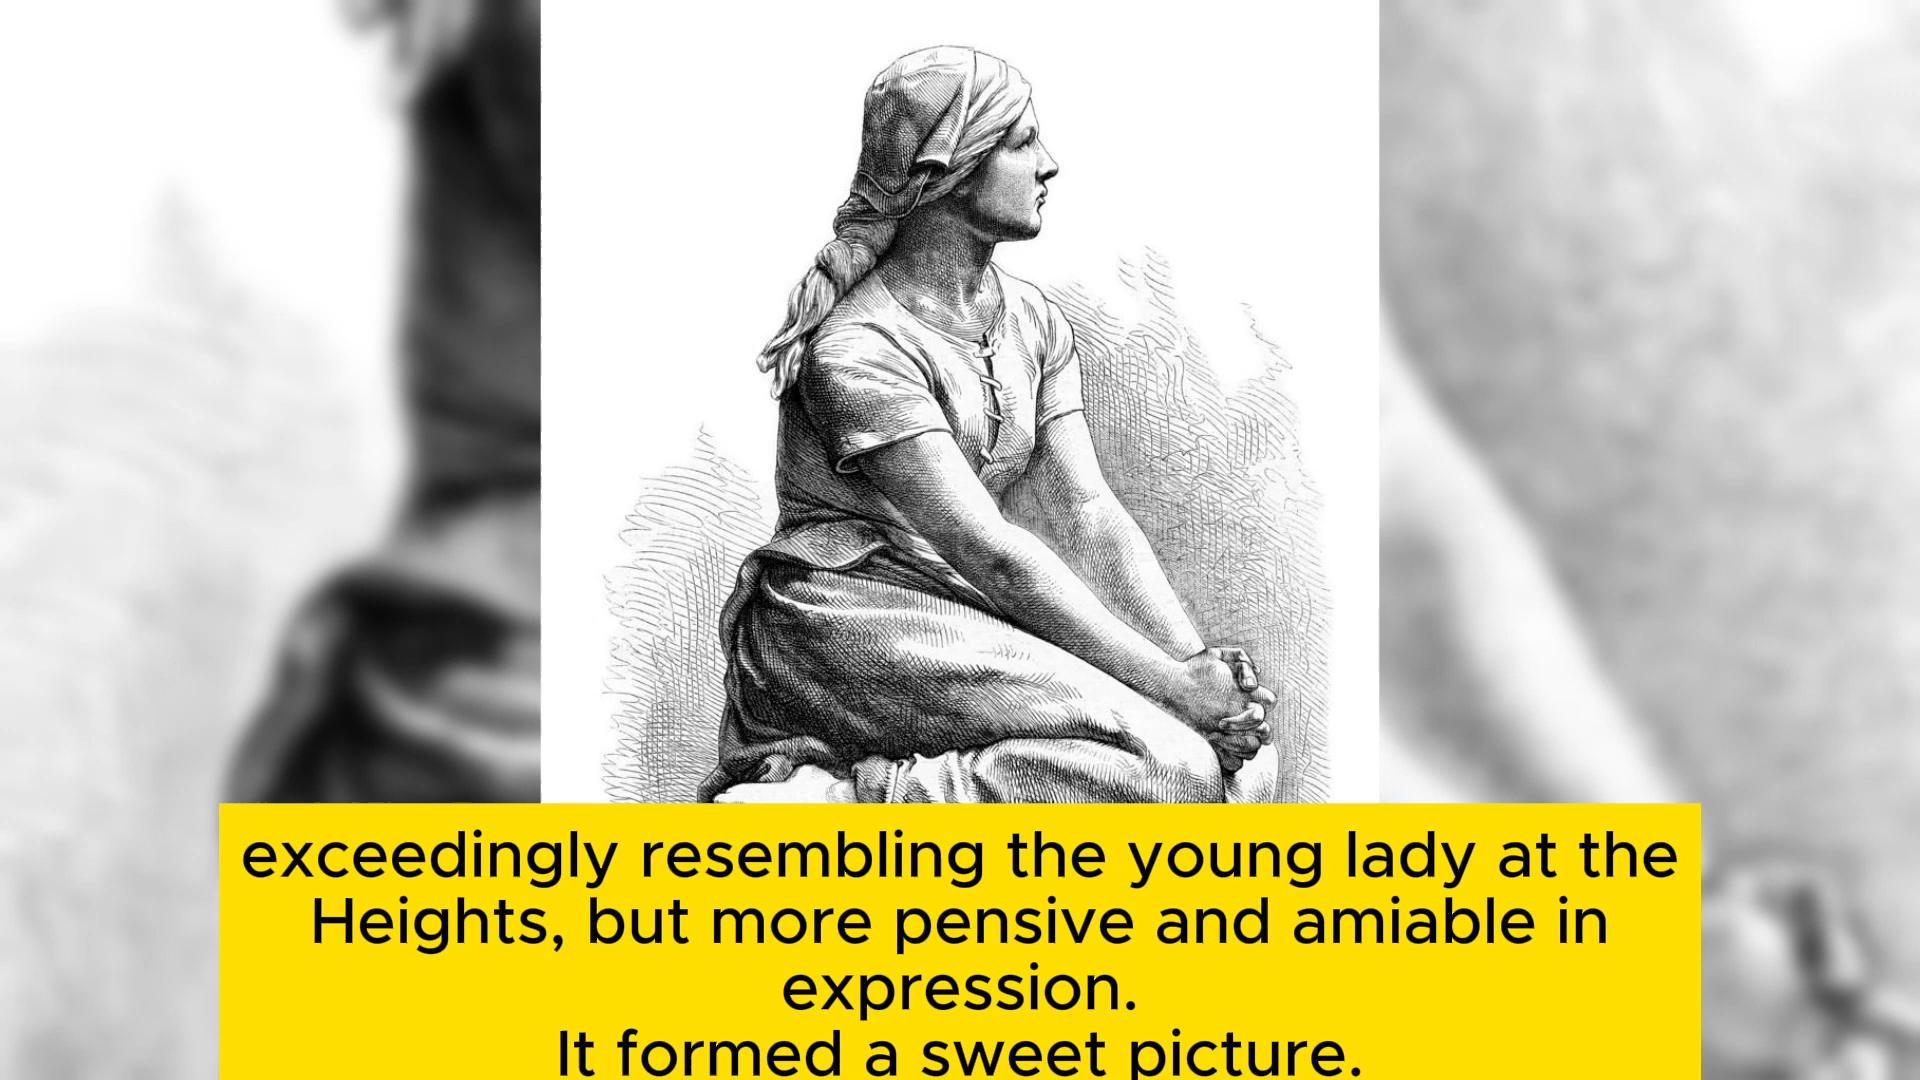 exceedingly resembling the young lady at the
Heights, but more pensive and amiable in
expression.
It formed a sweet picture.